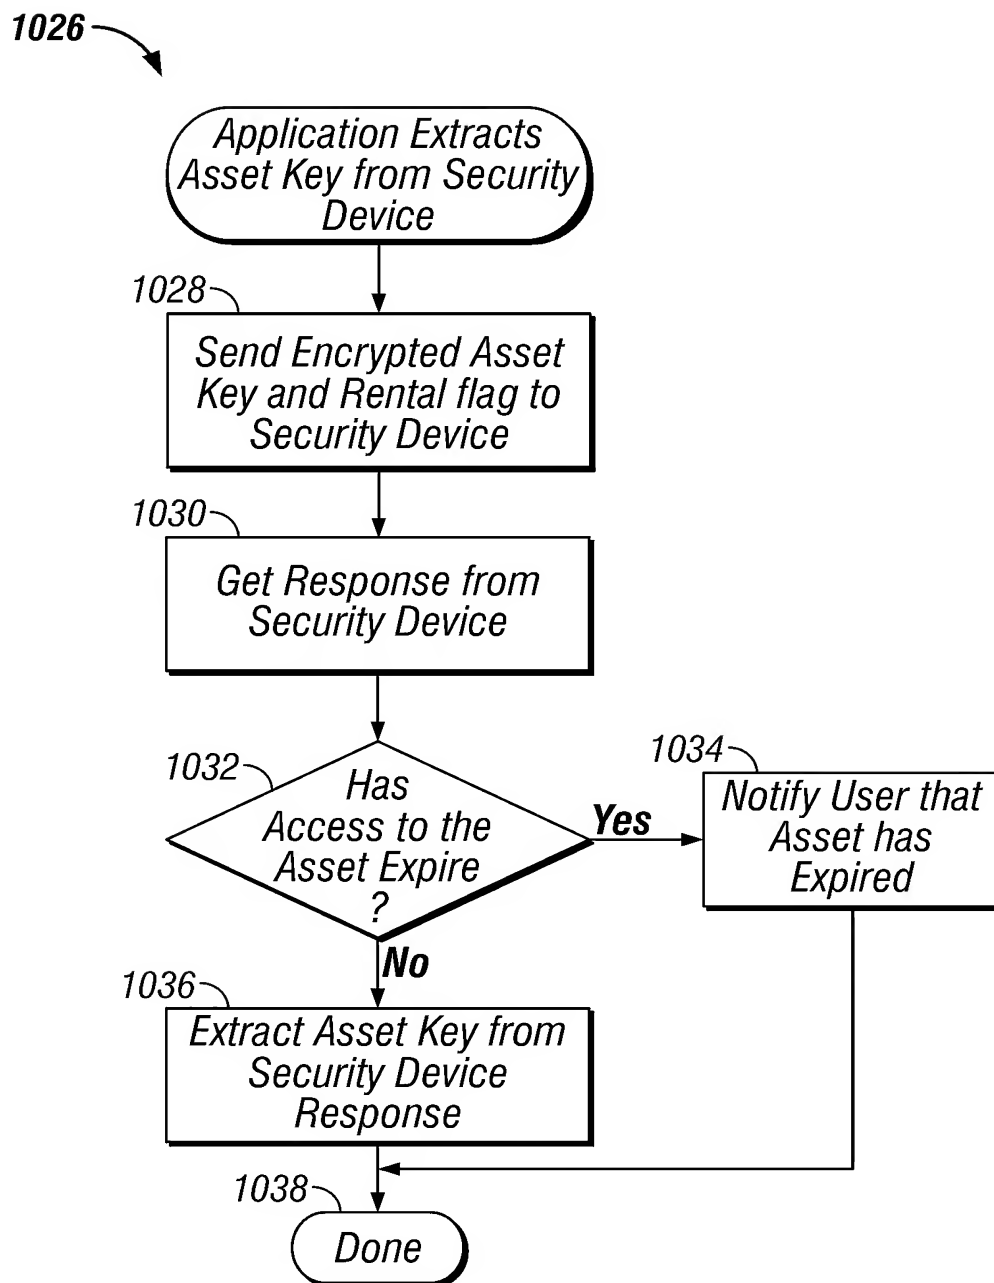 1026
Application Extracts
Asset Key from Security
Device
1028
Send Encrypted Asset
Key and Rental flag to
Security Device
1030
Get Response from
Security Device
1032
Has
Access to the
Asset Expire
?
Yes
1034
Notify User that
Asset has
Expired
No
1036
Extract Asset Key from
Security Device
Response
1038
Done